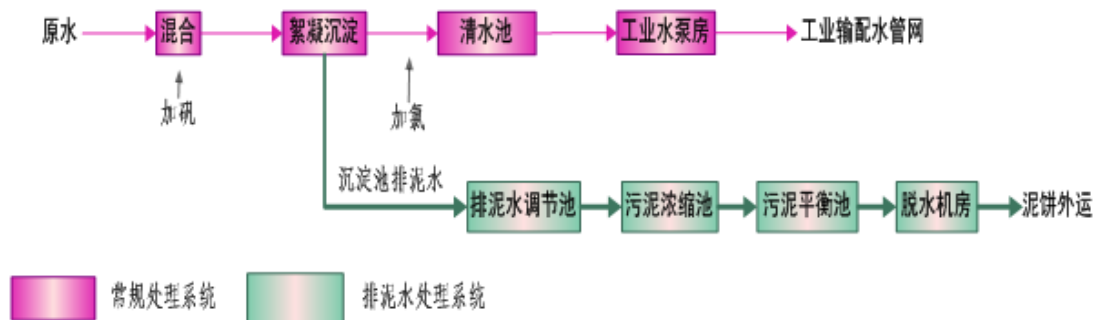 原水
混合
絮凝沉淀
清水池
工业水泵房
工业输配水管网
加矾
加氯
沉淀池排泥水
排泥水调节池
污泥浓缩池
污泥平衡池
脱水机房
泥饼外运
常规处理系统
排泥水处理系统